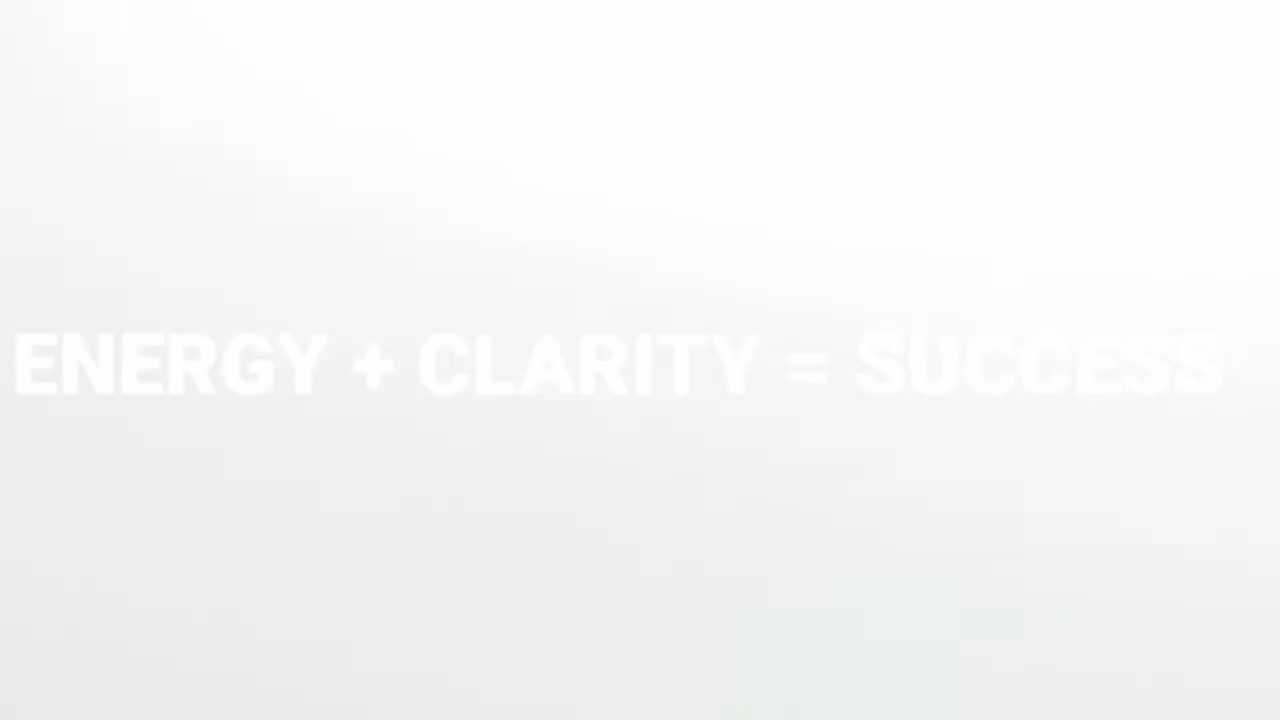 ENERGY + CLARITY = SUCCESS